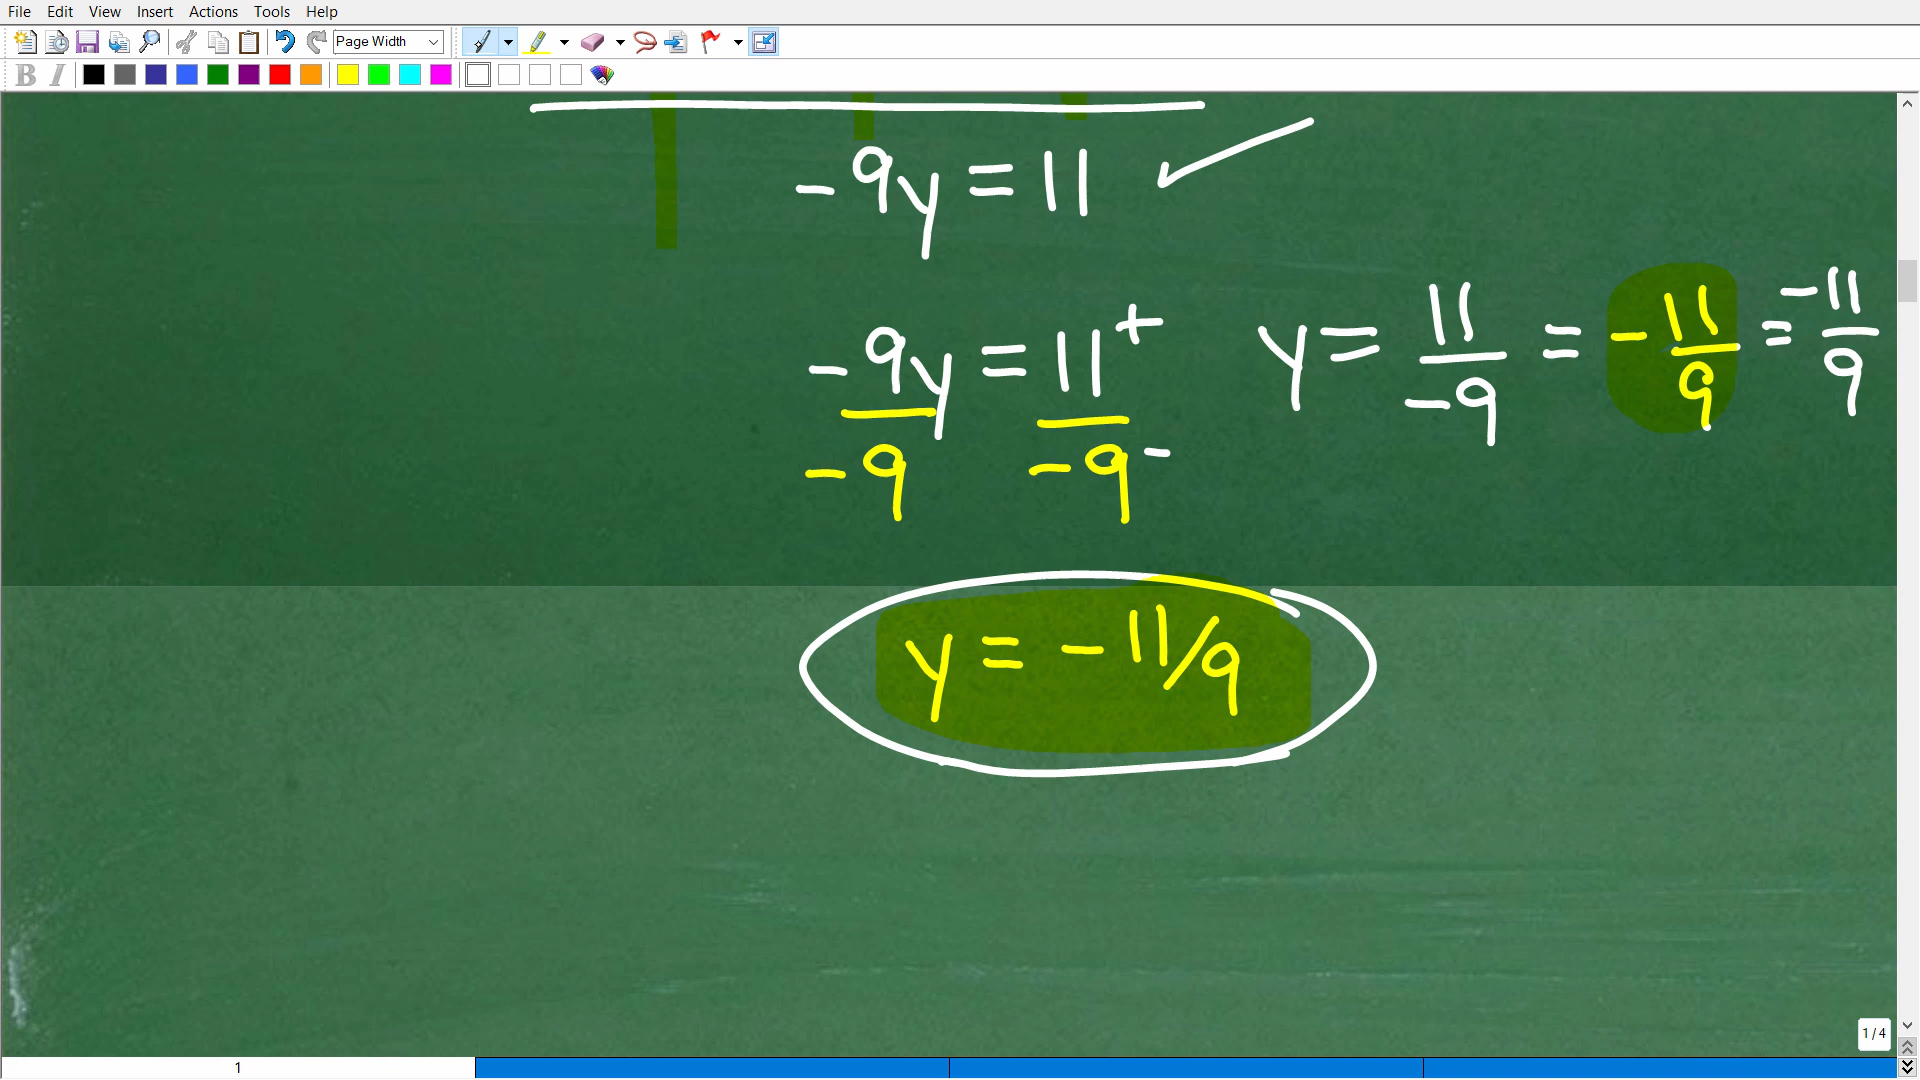 File Edit View Insert Actions Tools Help
Page Width
B I
-9y = 11 ✓
-9y = 11 +
-9 -9 -
y = 11/-9 = -11/9 = -11/9
y = -11/9
1 / 4
1